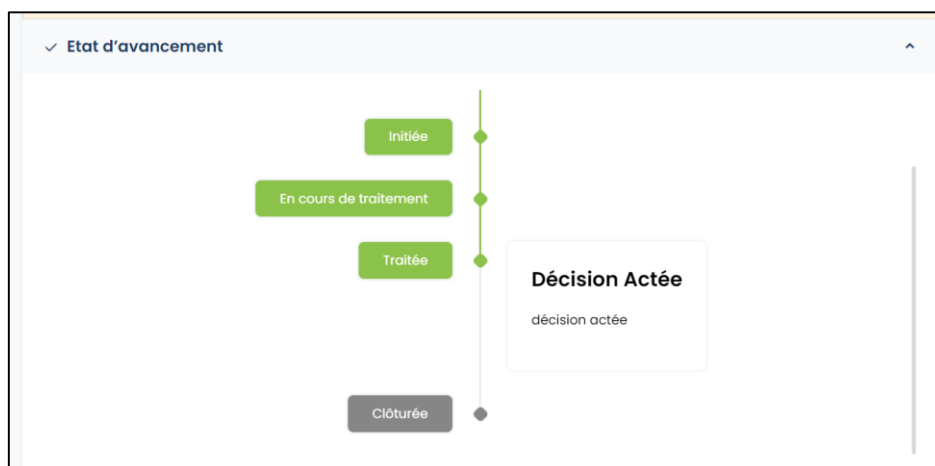 Etat d’avancement
Initiée
En cours de traitement
Traitée
Décision Actée
décision actée
Clôturée